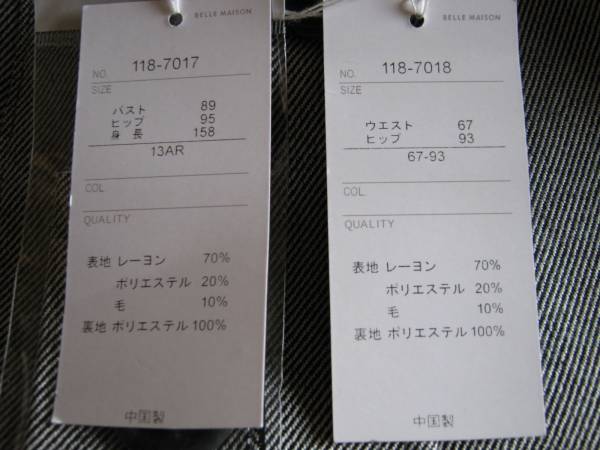 BELLE MAISON
NO. 118-7017
SIZE
バスト 89
ヒップ 95
身長 158
13AR
COL
QUALITY
表地 レーヨン 70%
ポリエステル 20%
毛 10%
裏地 ポリエステル 100%
中国製
BELLE MAISON
NO. 118-7018
SIZE
ウエスト 67
ヒップ 93
67-93
COL
QUALITY
表地 レーヨン 70%
ポリエステル 20%
毛 10%
裏地 ポリエステル 100%
中国製